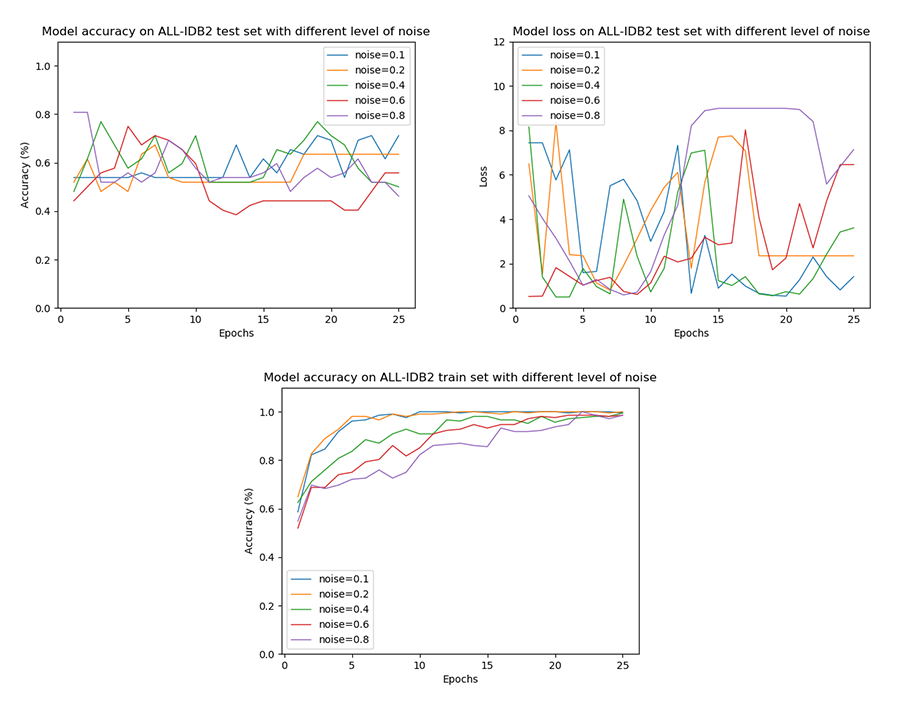 Model accuracy on ALL-IDB2 test set with different level of noise
Accuracy (%)
1.0
0.8
0.6
0.4
0.2
0.0
noise=0.1
noise=0.2
noise=0.4
noise=0.6
noise=0.8
0 5 10 15 20 25
Epochs
Model loss on ALL-IDB2 test set with different level of noise
Loss
12
10
8
6
4
2
0
noise=0.1
noise=0.2
noise=0.4
noise=0.6
noise=0.8
0 5 10 15 20 25
Epochs
Model accuracy on ALL-IDB2 train set with different level of noise
Accuracy (%)
1.0
0.8
0.6
0.4
0.2
0.0
noise=0.1
noise=0.2
noise=0.4
noise=0.6
noise=0.8
0 5 10 15 20 25
Epochs